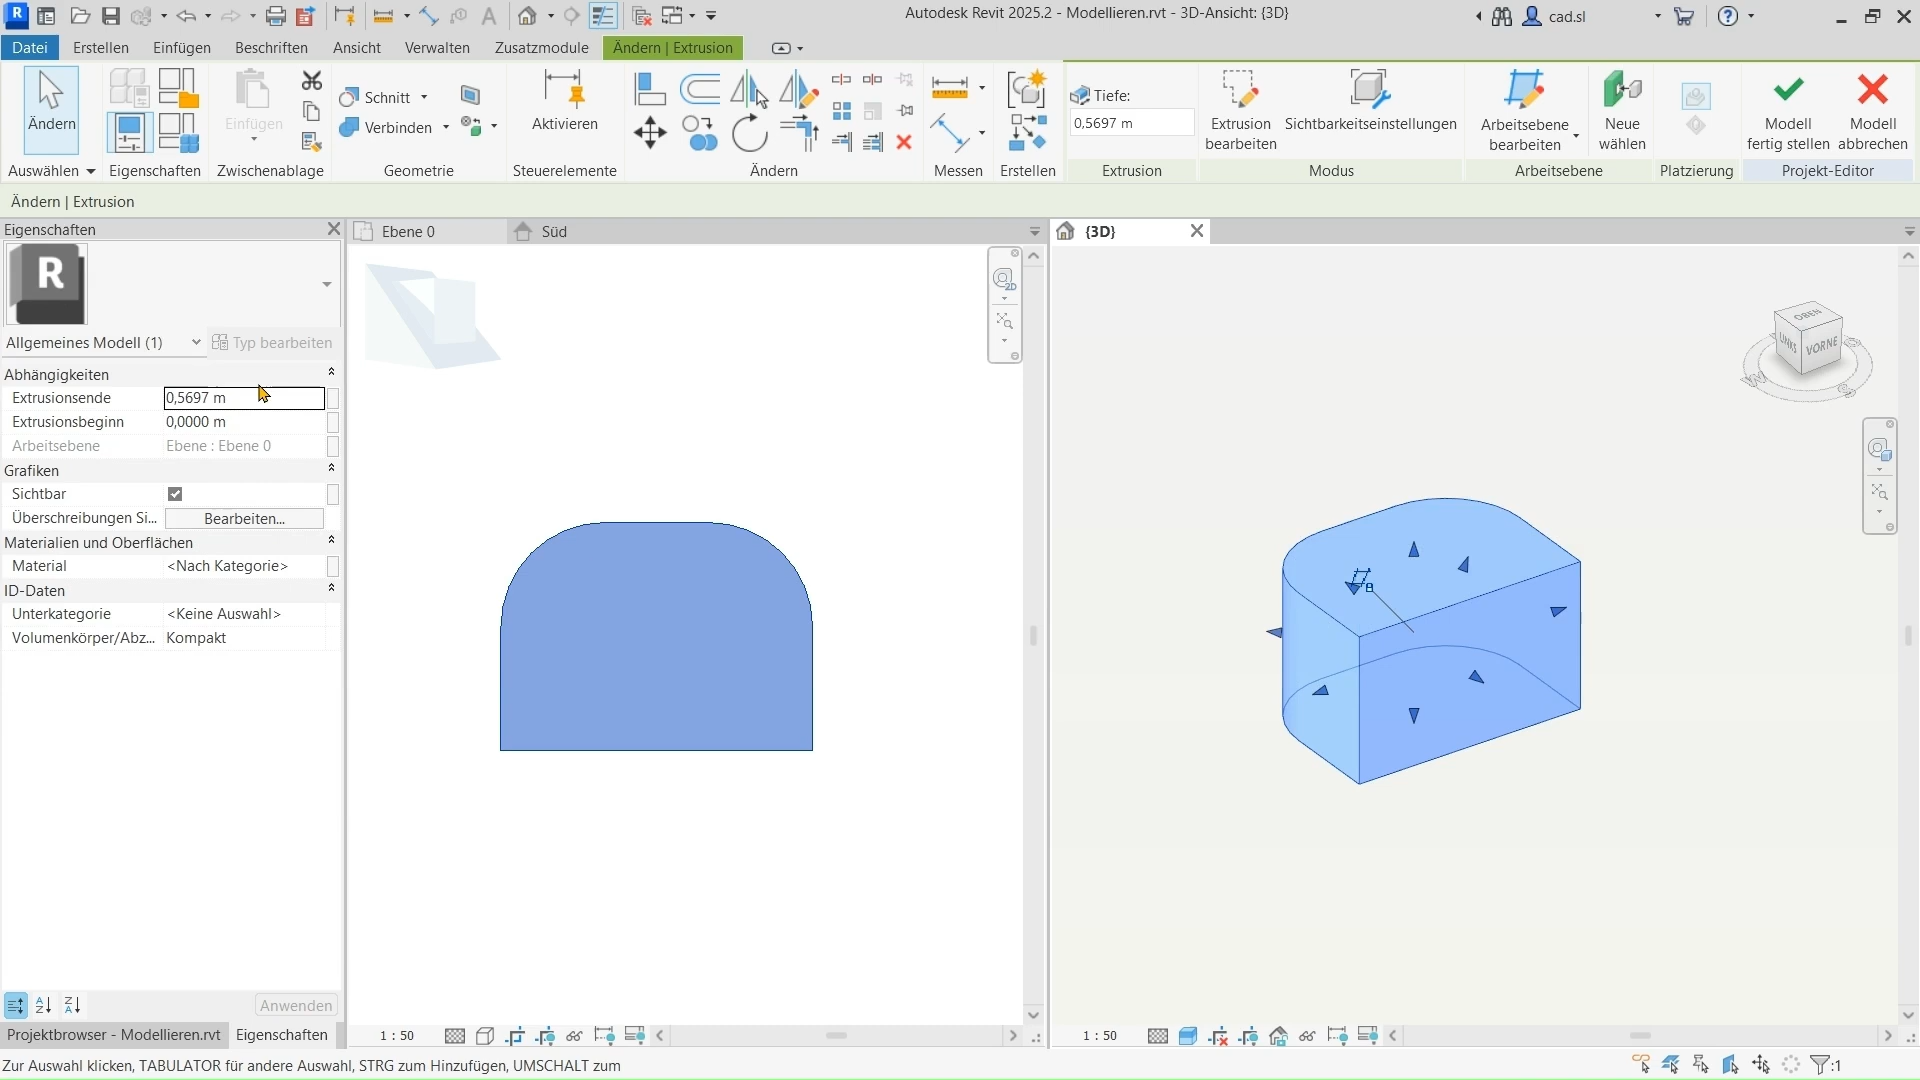 Autodesk Revit 2025.2 - Modellieren.rvt - 3D-Ansicht: {3D}
cad.sl
Datei Erstellen Einfügen Beschriften Ansicht Verwalten Zusatzmodule Ändern | Extrusion
Ändern
Einfügen
Schnitt
Verbinden
Aktivieren
Tiefe:
0,5697 m
Extrusion
bearbeiten
Sichtbarkeitseinstellungen
Arbeitsebene
bearbeiten
Neue
wählen
Modell
fertig stellen
Modell
abbrechen
Auswählen Eigenschaften Zwischenablage Geometrie Steuerelemente Ändern Messen Erstellen Extrusion Modus Arbeitsebene Platzierung Projekt-Editor
Ändern | Extrusion
Eigenschaften
R
Allgemeines Modell (1) Typ bearbeiten
Abhängigkeiten
Extrusionsende 0,5697 m
Extrusionsbeginn 0,0000 m
Arbeitsebene Ebene : Ebene 0
Grafiken
Sichtbar
Überschreibungen Si... Bearbeiten...
Materialien und Oberflächen
Material <Nach Kategorie>
ID-Daten
Unterkategorie <Keine Auswahl>
Volumenkörper/Abz... Kompakt
Anwenden
Projektbrowser - Modellieren.rvt Eigenschaften
Ebene 0 Süd
2D
1 : 50
{3D}
OBEN
LINKS
VORNE
W
S
1 : 50
Zur Auswahl klicken, TABULATOR für andere Auswahl, STRG zum Hinzufügen, UMSCHALT zum
:1